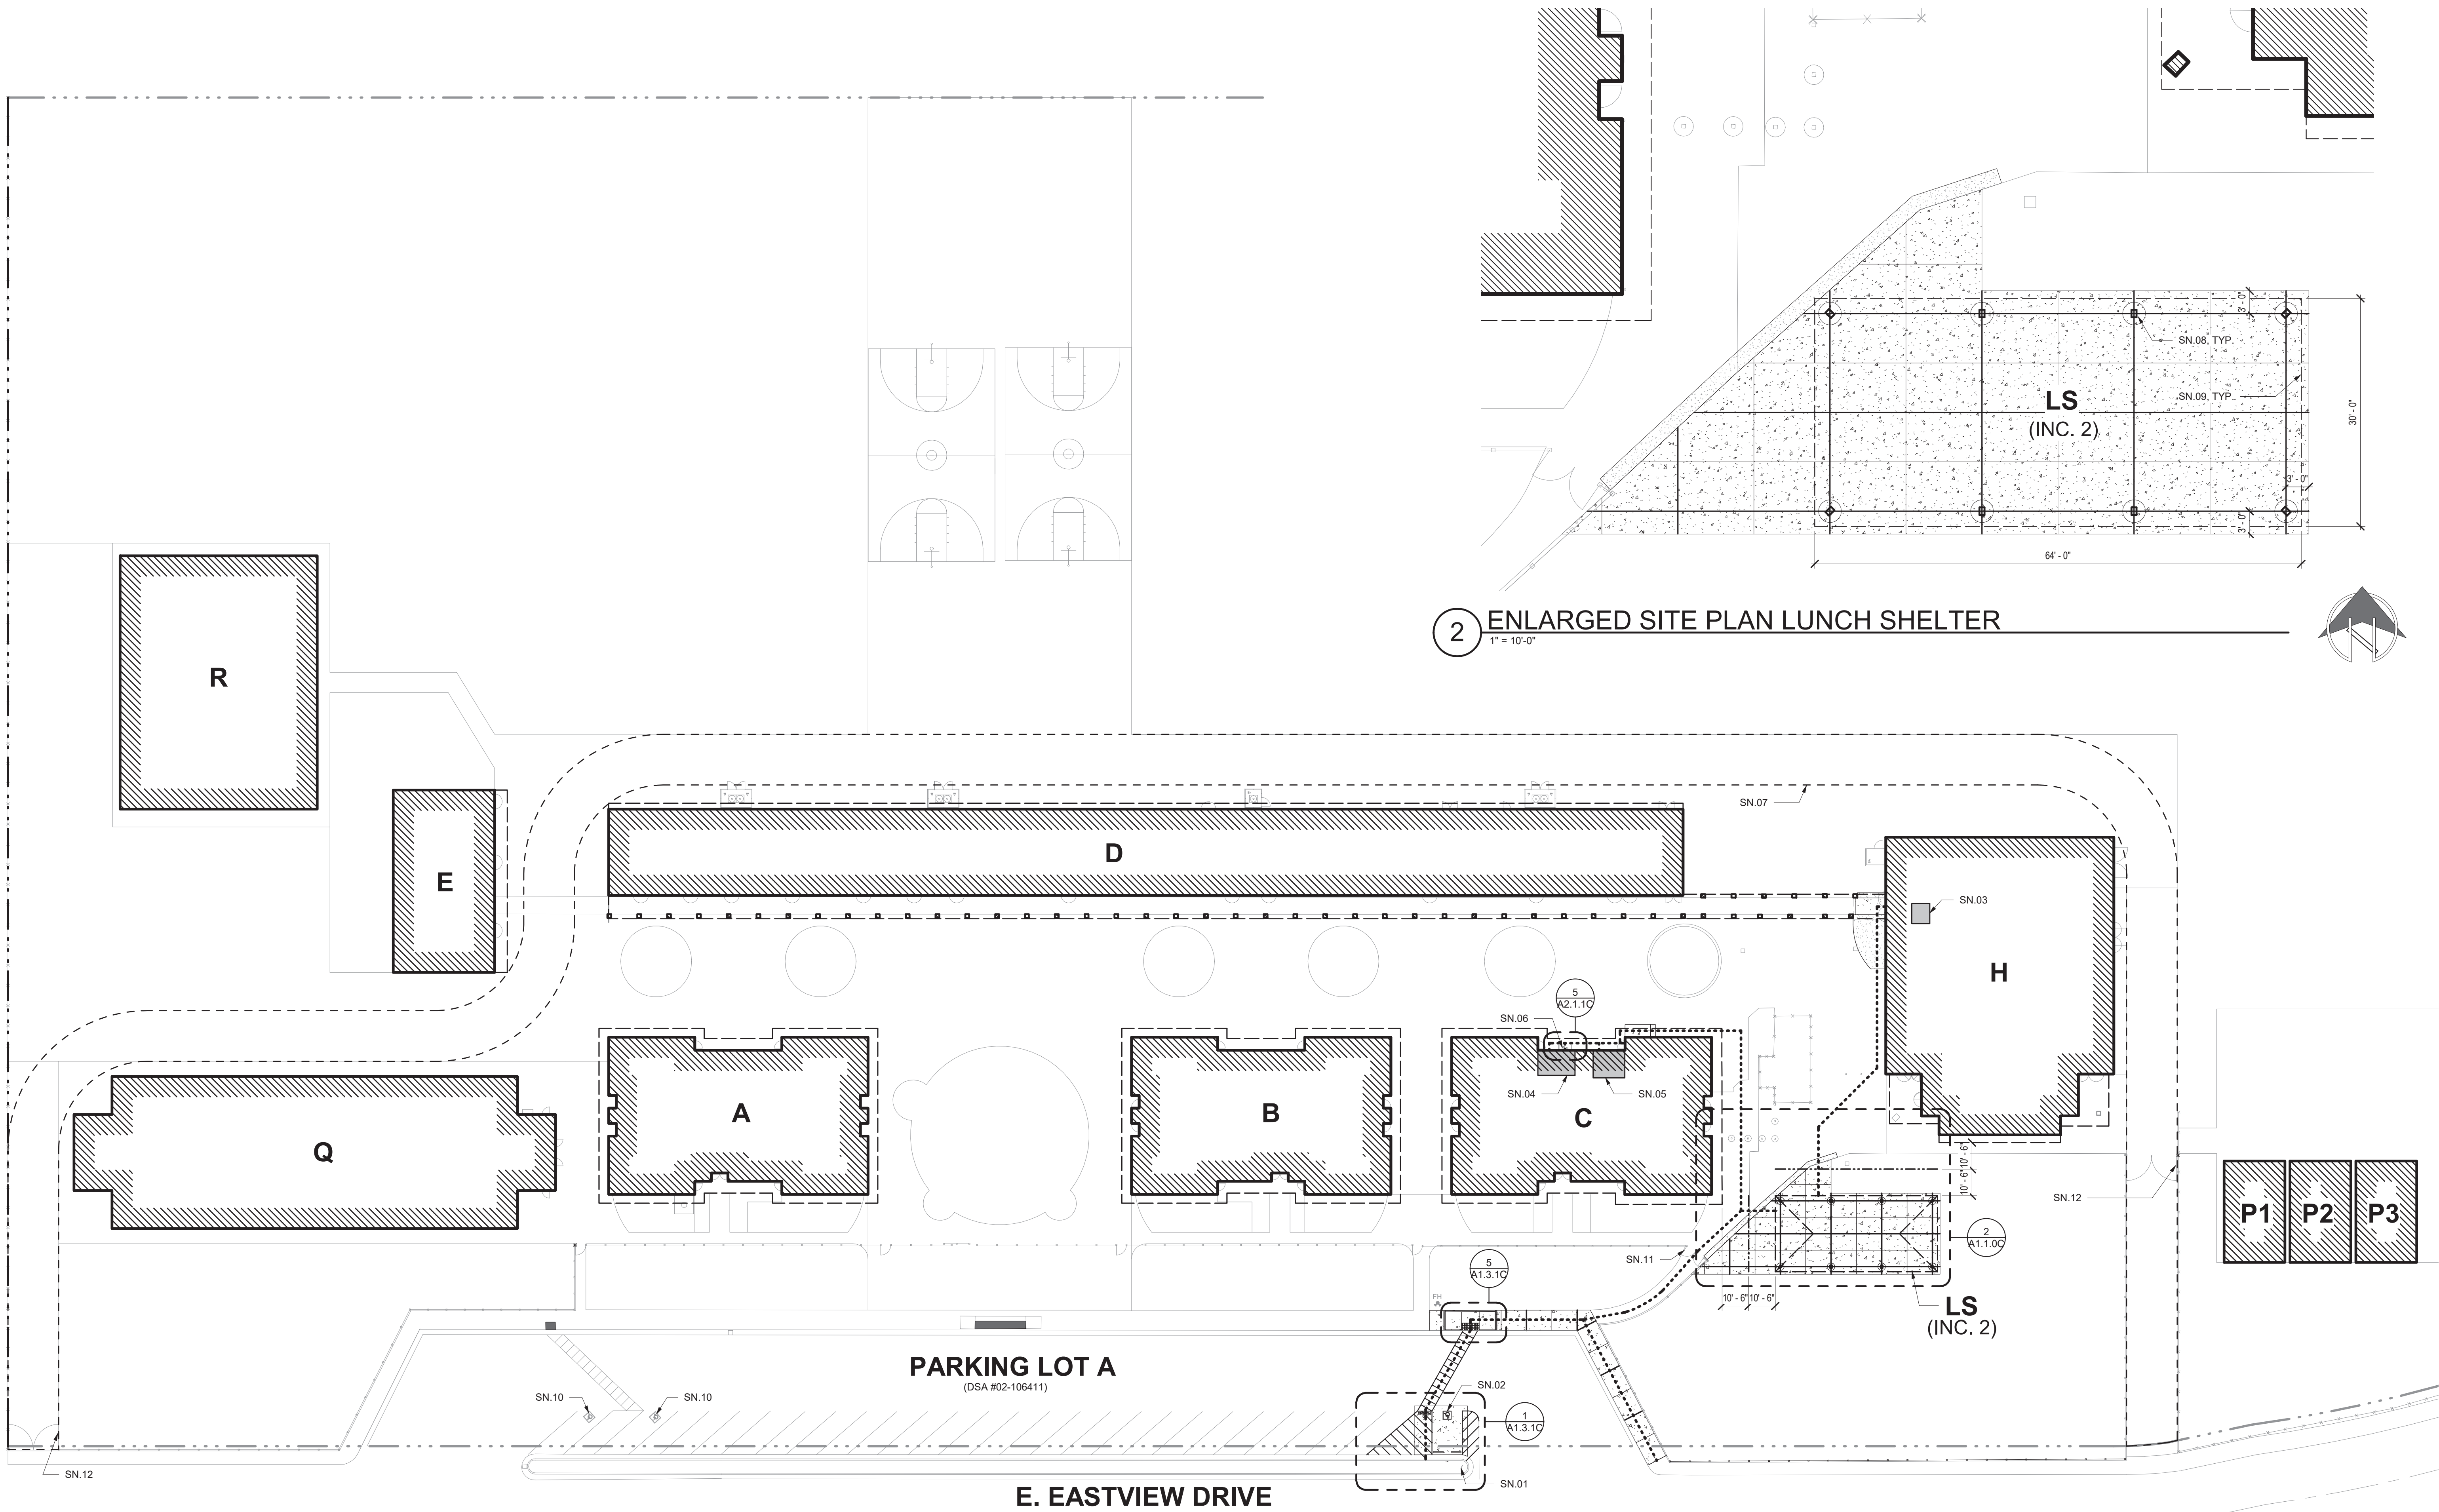 SN.08, TYP.
3' - 0"
SN.09, TYP.
LS
(INC. 2)
30' - 0"
3' - 0"
3' - 0"
64' - 0"
2
ENLARGED SITE PLAN LUNCH SHELTER
1" = 10'-0"
R
SN.07
D
E
SN.03
H
5
A2.1.1C
SN.06
SN.04
SN.05
A
B
C
Q
10' - 6"
10' - 6"
SN.12
P1
P2
P3
2
A1.1.0C
SN.11
5
A1.3.1C
FH
10' - 6"
10' - 6"
LS
(INC. 2)
PARKING LOT A
(DSA #02-106411)
SN.10
SN.10
SN.02
1
A1.3.1C
SN.12
SN.01
E. EASTVIEW DRIVE